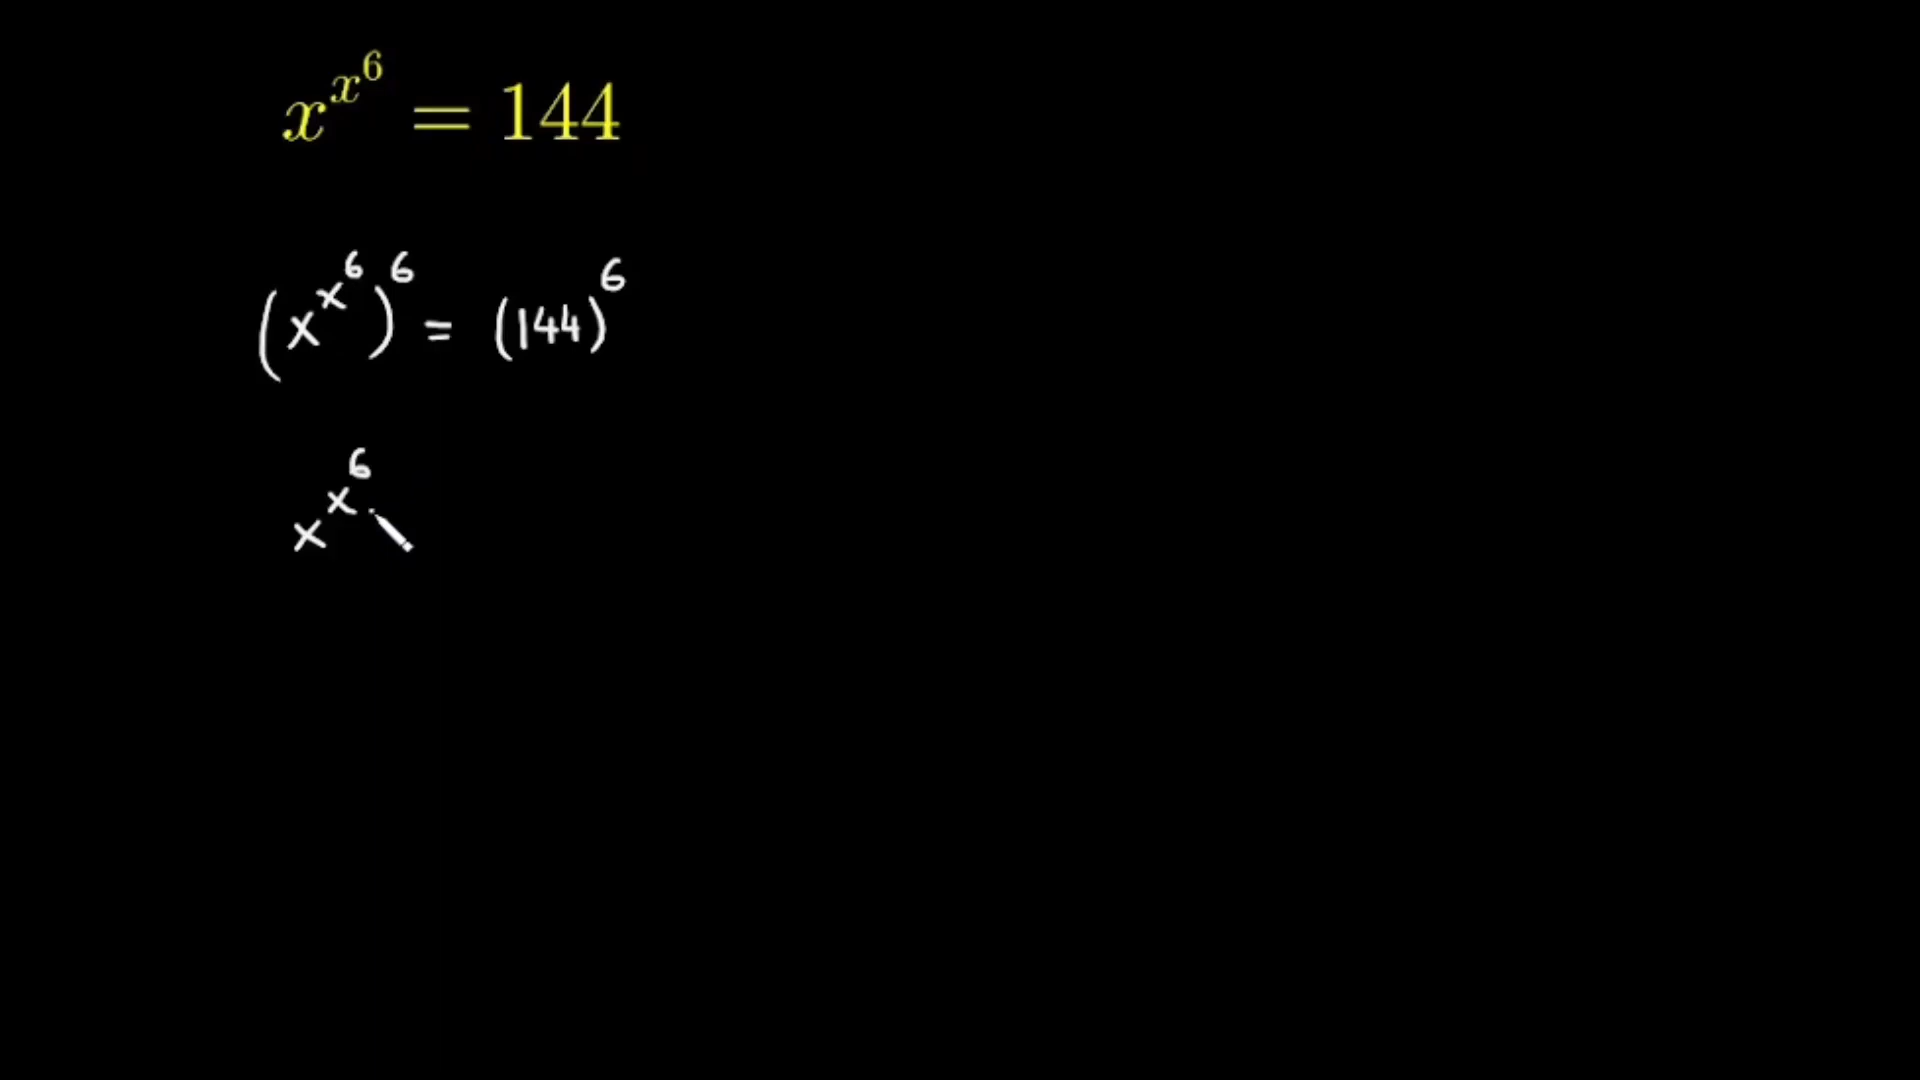 x^{x^6} = 144
(x^{x^6})^6 = (144)^6
x^{x^6 ·}